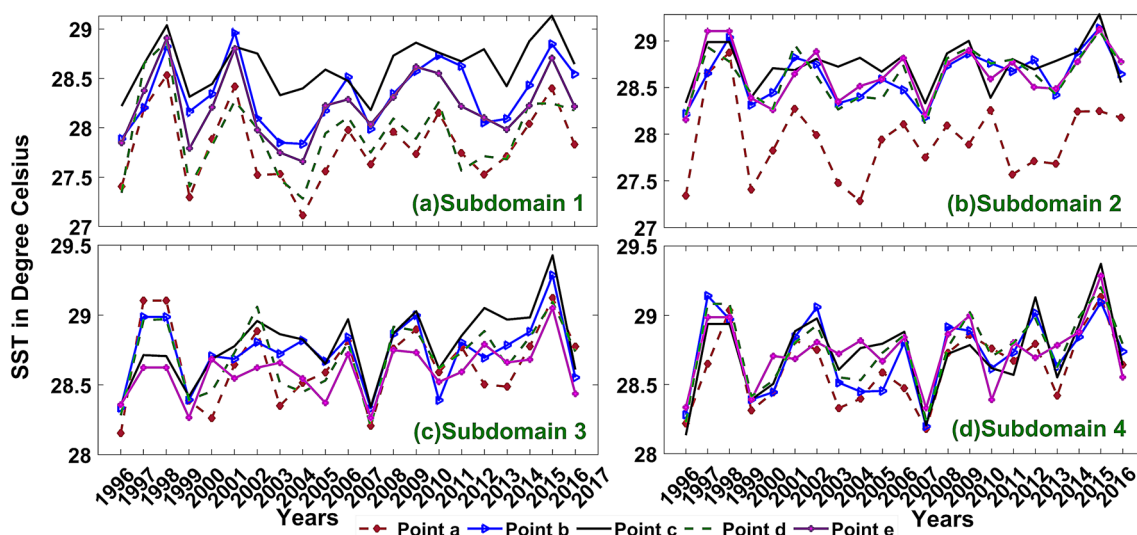 SST in Degree Celsius
29
28.5
28
27.5
27
(a)Subdomain 1
29
28.5
28
27.5
27
(b)Subdomain 2
29.5
29
28.5
28
(c)Subdomain 3
1996 1997 1998 1999 2000 2001 2002 2003 2004 2005 2006 2007 2008 2009 2010 2011 2012 2013 2014 2015 2016 2017
Years
29.5
29
28.5
28
(d)Subdomain 4
1996 1997 1998 1999 2000 2001 2002 2003 2004 2005 2006 2007 2008 2009 2010 2011 2012 2013 2014 2015 2016
Years
Point a Point b Point c Point d Point e